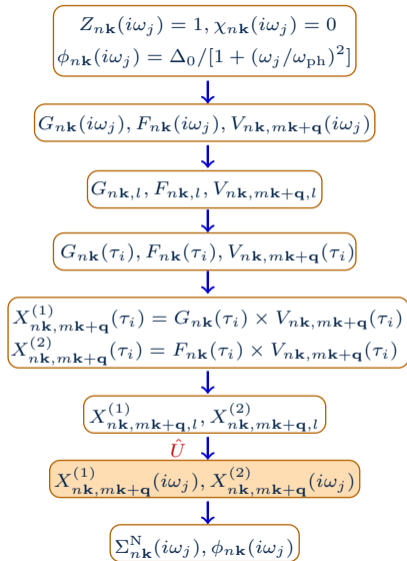 $Z_{n\mathbf{k}}(i\omega_j) = 1, \chi_{n\mathbf{k}}(i\omega_j) = 0$
$\phi_{n\mathbf{k}}(i\omega_j) = \Delta_0/[1 + (\omega_j/\omega_{\mathrm{ph}})^2]$
$G_{n\mathbf{k}}(i\omega_j), F_{n\mathbf{k}}(i\omega_j), V_{n\mathbf{k},m\mathbf{k}+\mathbf{q}}(i\omega_j)$
$G_{n\mathbf{k},l}, F_{n\mathbf{k},l}, V_{n\mathbf{k},m\mathbf{k}+\mathbf{q},l}$
$G_{n\mathbf{k}}(\tau_i), F_{n\mathbf{k}}(\tau_i), V_{n\mathbf{k},m\mathbf{k}+\mathbf{q}}(\tau_i)$
$X^{(1)}_{n\mathbf{k},m\mathbf{k}+\mathbf{q}}(\tau_i) = G_{n\mathbf{k}}(\tau_i) \times V_{n\mathbf{k},m\mathbf{k}+\mathbf{q}}(\tau_i)$
$X^{(2)}_{n\mathbf{k},m\mathbf{k}+\mathbf{q}}(\tau_i) = F_{n\mathbf{k}}(\tau_i) \times V_{n\mathbf{k},m\mathbf{k}+\mathbf{q}}(\tau_i)$
$X^{(1)}_{n\mathbf{k},m\mathbf{k}+\mathbf{q},l}, X^{(2)}_{n\mathbf{k},m\mathbf{k}+\mathbf{q},l}$
$\hat{U}$
$X^{(1)}_{n\mathbf{k},m\mathbf{k}+\mathbf{q}}(i\omega_j), X^{(2)}_{n\mathbf{k},m\mathbf{k}+\mathbf{q}}(i\omega_j)$
$\Sigma^{\mathrm{N}}_{n\mathbf{k}}(i\omega_j), \phi_{n\mathbf{k}}(i\omega_j)$